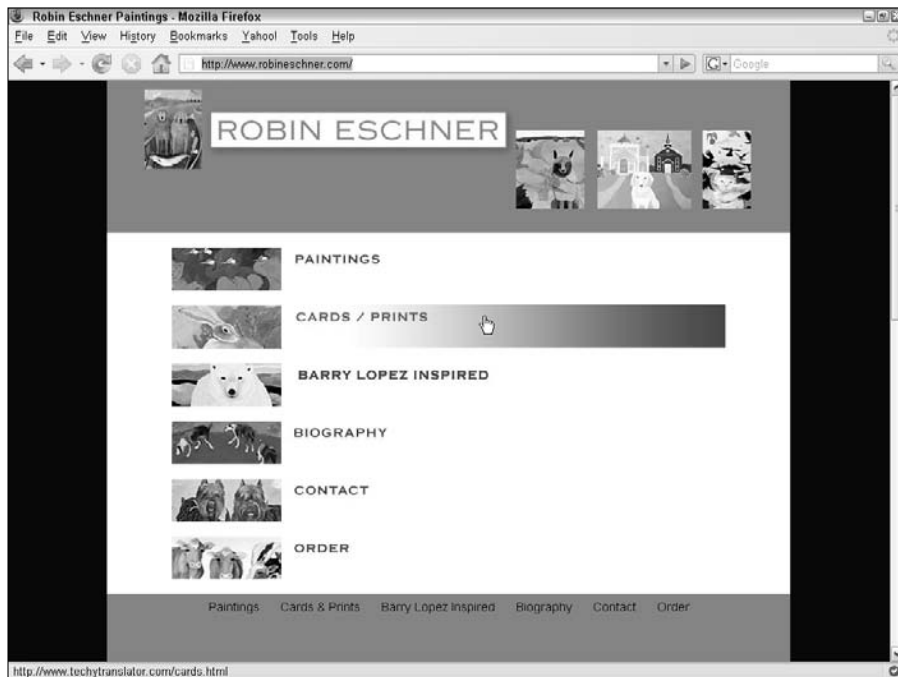 Robin Eschner Paintings - Mozilla Firefox
File Edit View History Bookmarks Yahoo! Tools Help
http://www.robineschner.com/ Google
ROBIN ESCHNER
PAINTINGS
CARDS / PRINTS
BARRY LOPEZ INSPIRED
BIOGRAPHY
CONTACT
ORDER
Paintings Cards & Prints Barry Lopez Inspired Biography Contact Order
http://www.techytranslator.com/cards.html